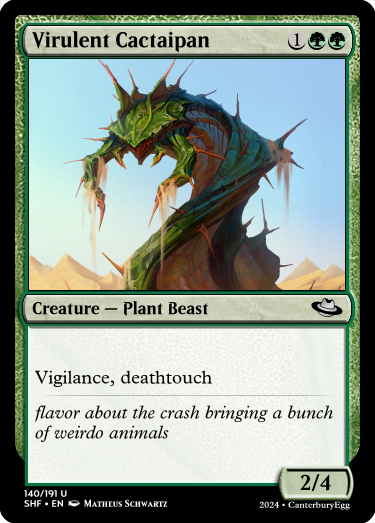 Virulent Cactaipan 1
Creature — Plant Beast
Vigilance, deathtouch
flavor about the crash bringing a bunch
of weirdo animals
2/4
140/191 U
SHF • EN Matheus Schwartz
2024 • CanterburyEgg